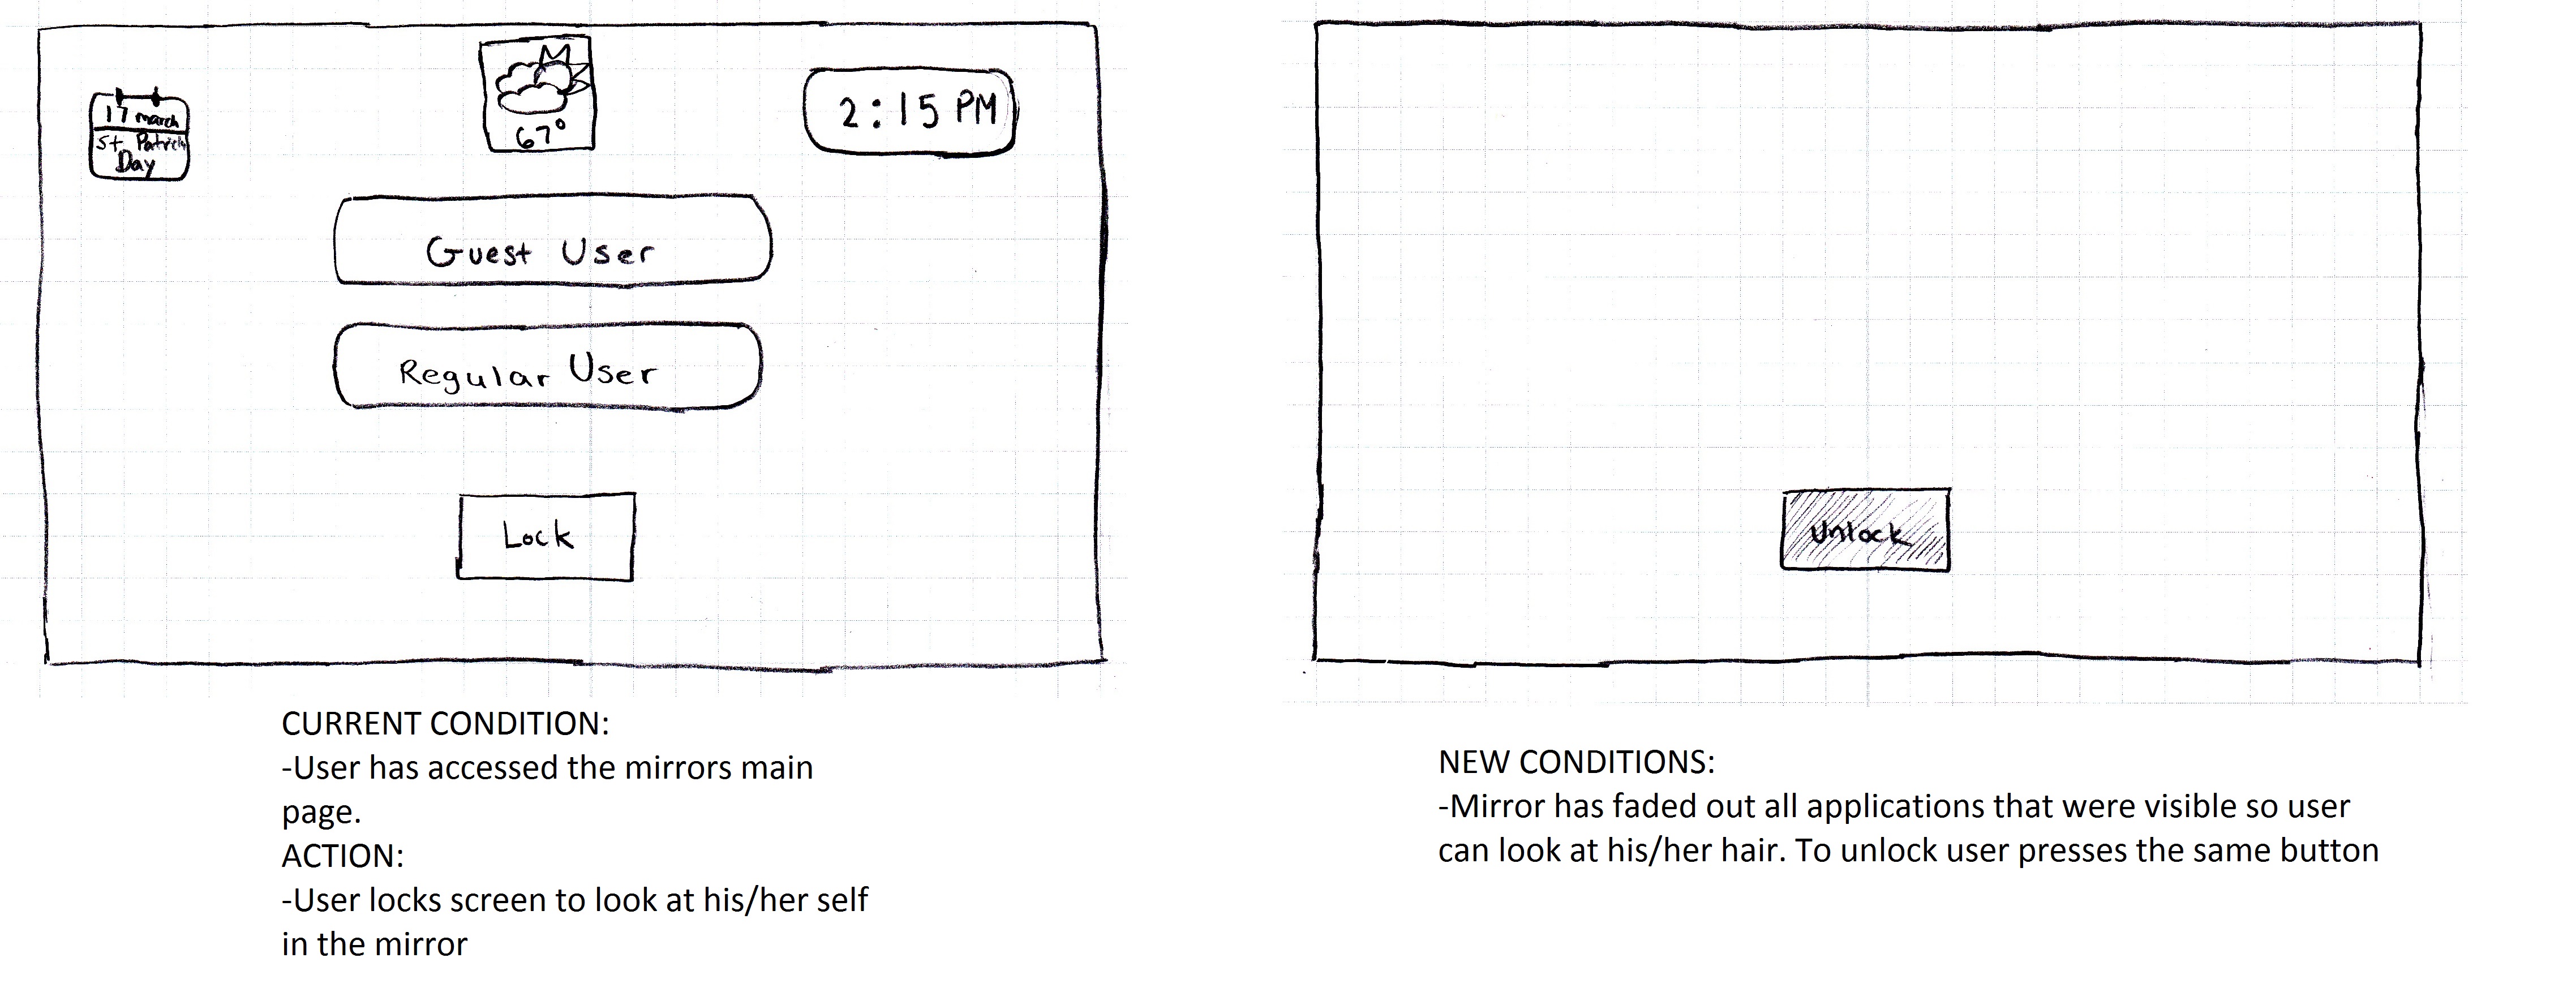 17 march
St Patrick
Day
67°
2:15 PM
Guest User
Regular User
Lock
CURRENT CONDITION:
-User has accessed the mirrors main
page.
ACTION:
-User locks screen to look at his/her self
in the mirror
Unlock
NEW CONDITIONS:
-Mirror has faded out all applications that were visible so user
can look at his/her hair. To unlock user presses the same button